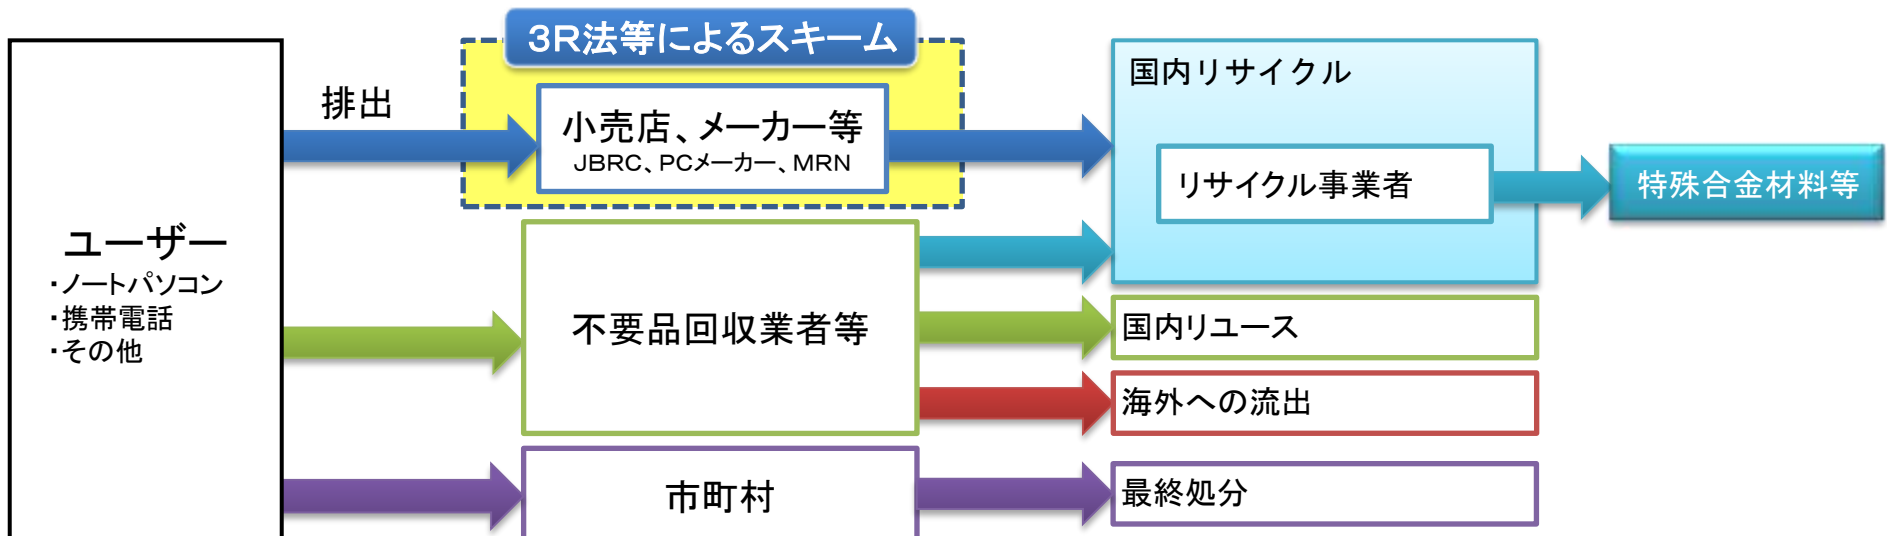 3R法等によるスキーム
排出
小売店、メーカー等
JBRC、PCメーカー、MRN
国内リサイクル
リサイクル事業者
特殊合金材料等
ユーザー
・ノートパソコン
・携帯電話
・その他
不要品回収業者等
国内リユース
海外への流出
市町村
最終処分